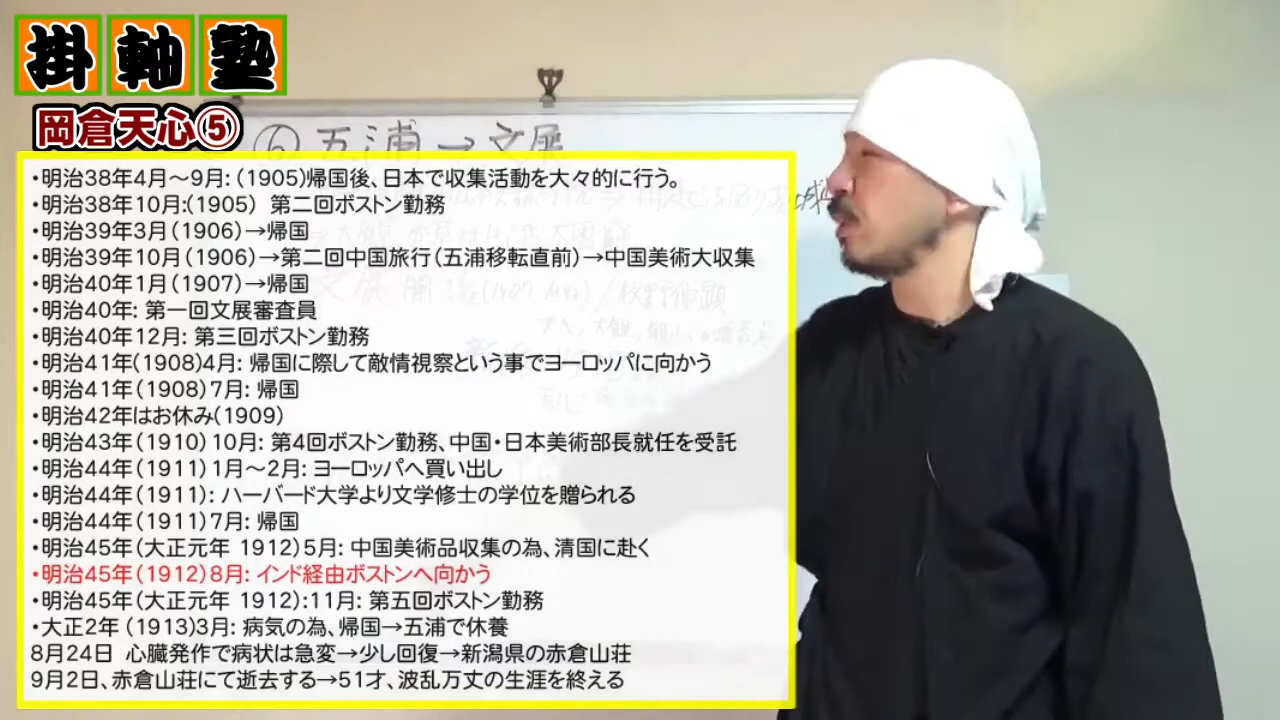 掛軸塾
岡倉天心⑤
⑥五浦→文展
・明治38年4月～9月:（1905)帰国後、日本で収集活動を大々的に行う。
・明治38年10月:(1905) 第二回ボストン勤務
・明治39年3月（1906）→帰国
・明治39年10月（1906）→第二回中国旅行（五浦移転直前）→中国美術大収集
・明治40年1月（1907）→帰国
・明治40年: 第一回文展審査員
・明治40年12月: 第三回ボストン勤務
・明治41年(1908)4月: 帰国に際して敵情視察という事でヨーロッパに向かう
・明治41年(1908)7月: 帰国
・明治42年はお休み(1909)
・明治43年（1910）10月: 第4回ボストン勤務、中国・日本美術部長就任を受託
・明治44年（1911）1月～2月: ヨーロッパへ買い出し
・明治44年（1911）: ハーバード大学より文学修士の学位を贈られる
・明治44年（1911）7月: 帰国
・明治45年（大正元年 1912）5月: 中国美術品収集の為、清国に赴く
・明治45年（1912）8月: インド経由ボストンへ向かう
・明治45年（大正元年 1912）:11月: 第五回ボストン勤務
・大正2年（1913)3月: 病気の為、帰国→五浦で休養
8月24日 心臓発作で病状は急変→少し回復→新潟県の赤倉山荘
9月2日、赤倉山荘にて逝去する→51才、波乱万丈の生涯を終える